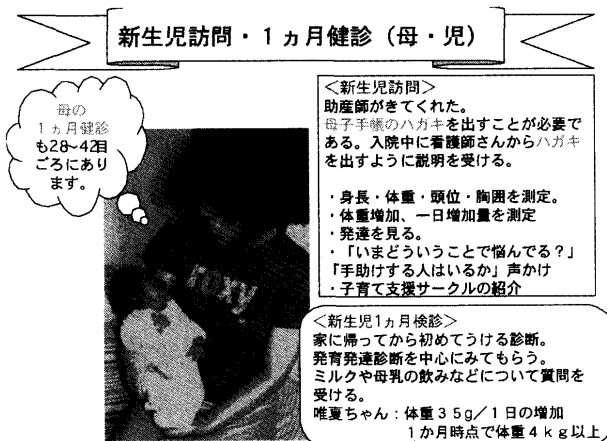 新生児訪問・1ヵ月健診(母・児)
母の
1ヵ月健診
も28~42日
ごろにあり
ます。
<新生児訪問>
助産師がきてくれた。
母子手帳のハガキを出すことが必要で
ある。入院中に看護師さんからハガキ
を出すように説明を受ける。
・身長・体重・頭位・胸囲を測定。
・体重増加、一日増加量を測定
・発達を見る。
・「いまどういうことで悩んでる?」
「手助けする人はいるか」声かけ
・子育て支援サークルの紹介
roxy
<新生児1ヵ月検診>
家に帰ってから初めてうける診断。
発育発達診断を中心にみてもらう。
ミルクや母乳の飲みなどについて質問を
受ける。
唯夏ちゃん:体重35g/1日の増加
1か月時点で体重4kg以上